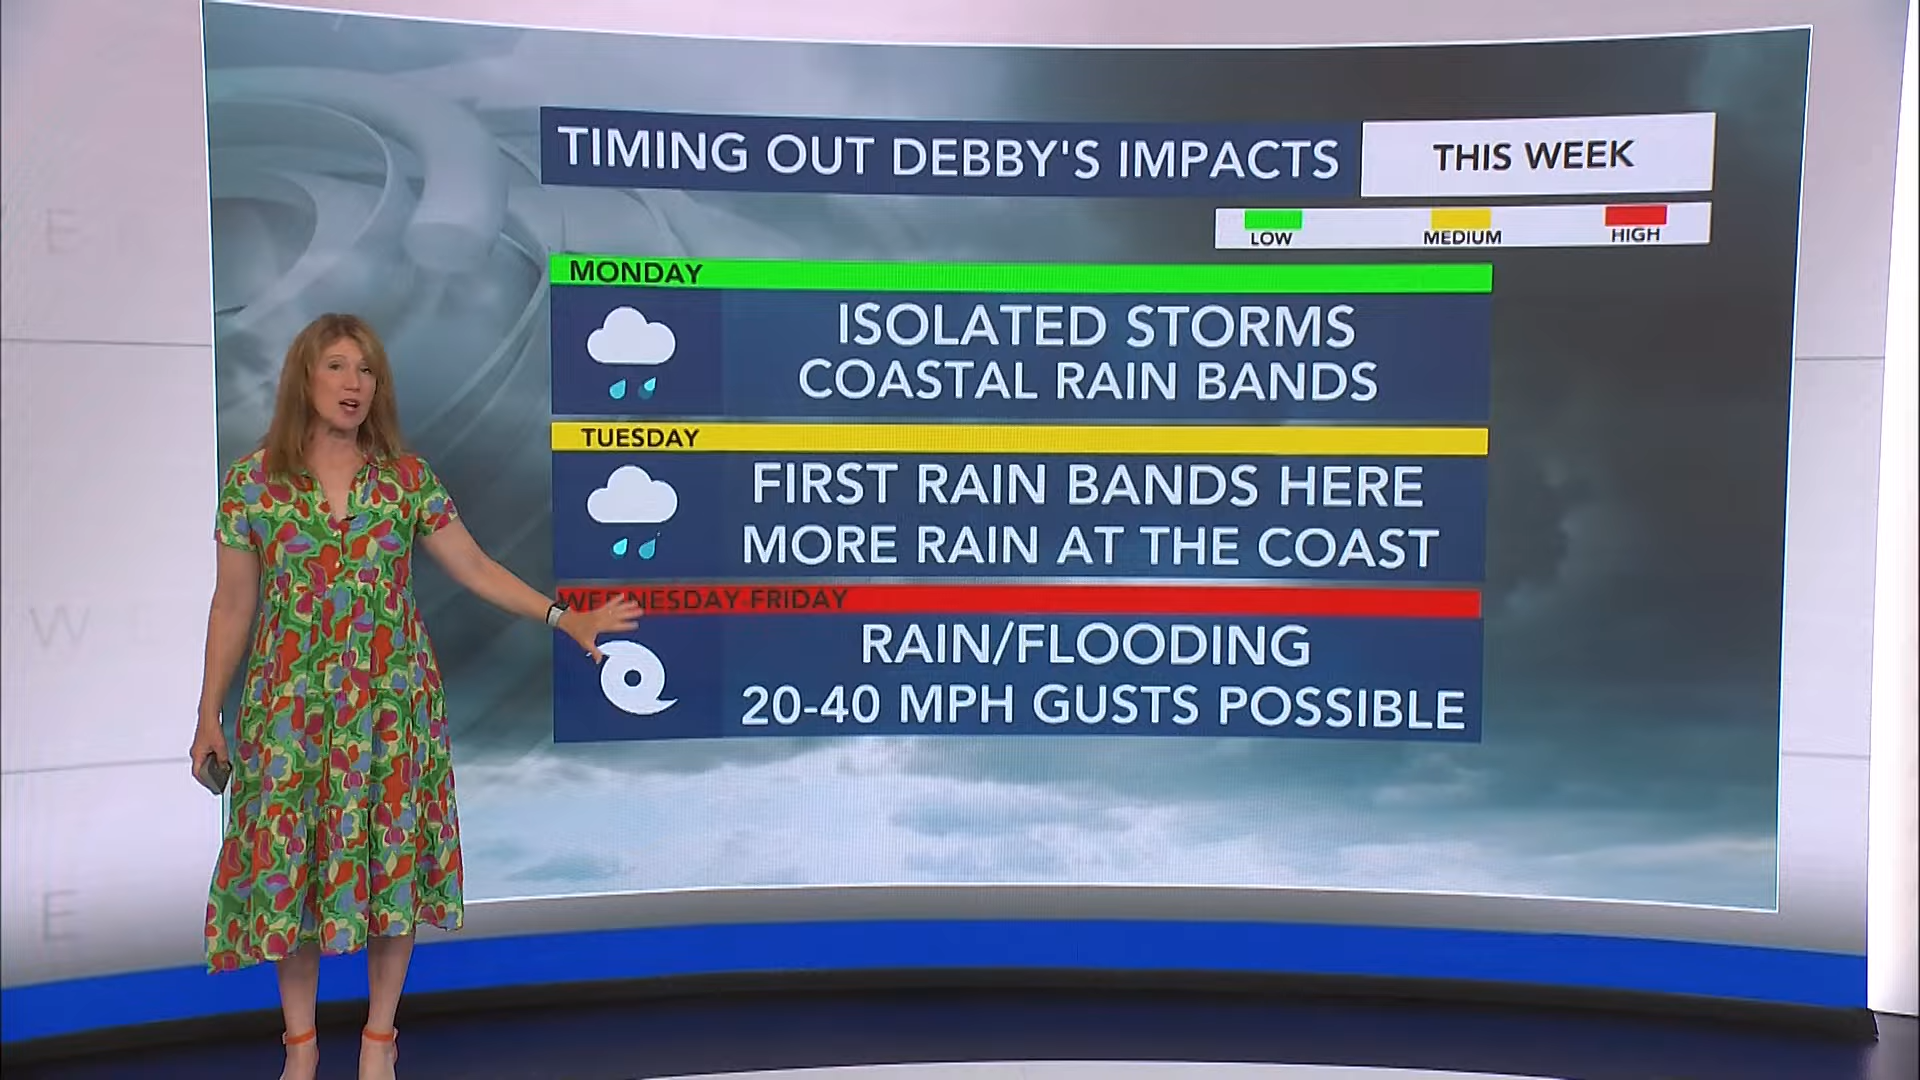 TIMING OUT DEBBY'S IMPACTS
THIS WEEK
LOW MEDIUM HIGH
MONDAY
ISOLATED STORMS
COASTAL RAIN BANDS
TUESDAY
FIRST RAIN BANDS HERE
MORE RAIN AT THE COAST
WEDNESDAY-FRIDAY
RAIN/FLOODING
20-40 MPH GUSTS POSSIBLE
E
W
E